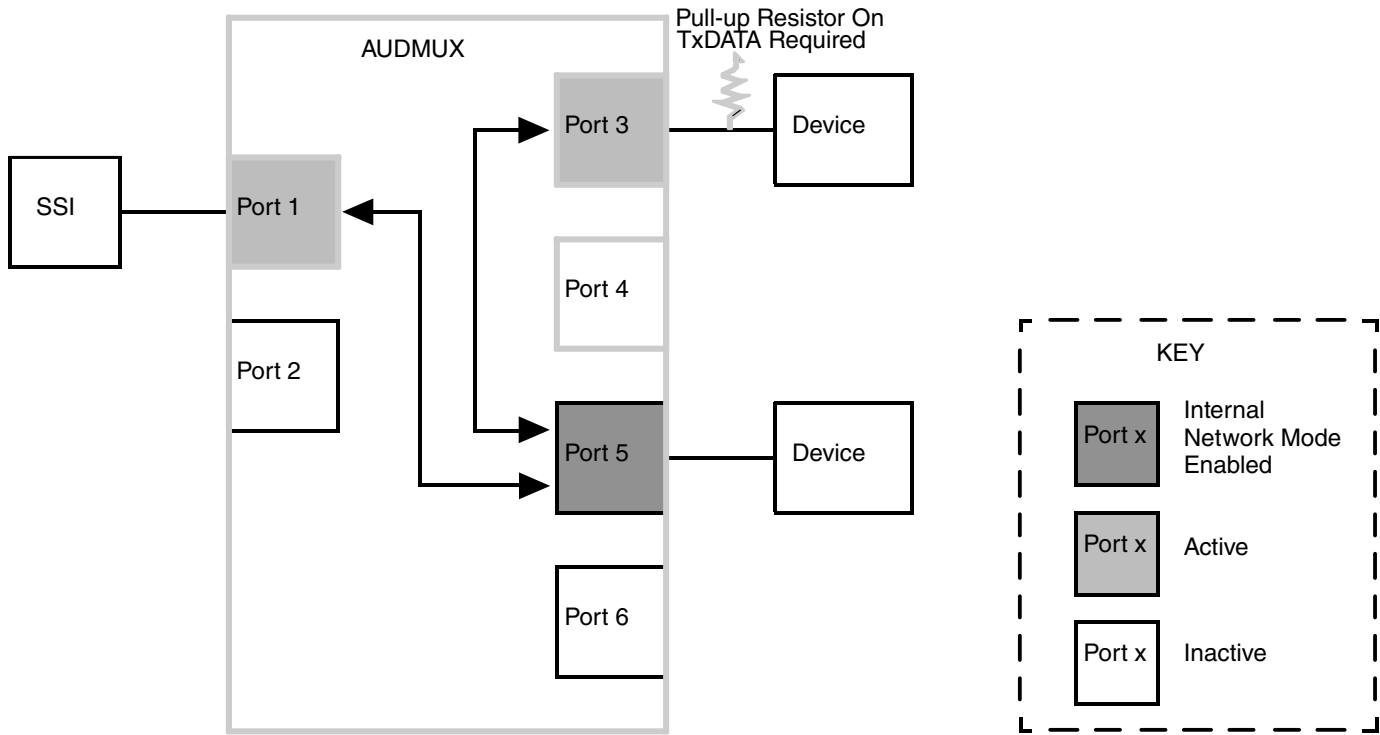 Pull-up Resistor On
TxDATA Required
AUDMUX
Port 3
Device
SSI
Port 1
Port 4
Port 2
Port 5
Device
Port 6
KEY
Port x
Internal
Network Mode
Enabled
Port x
Active
Port x
Inactive